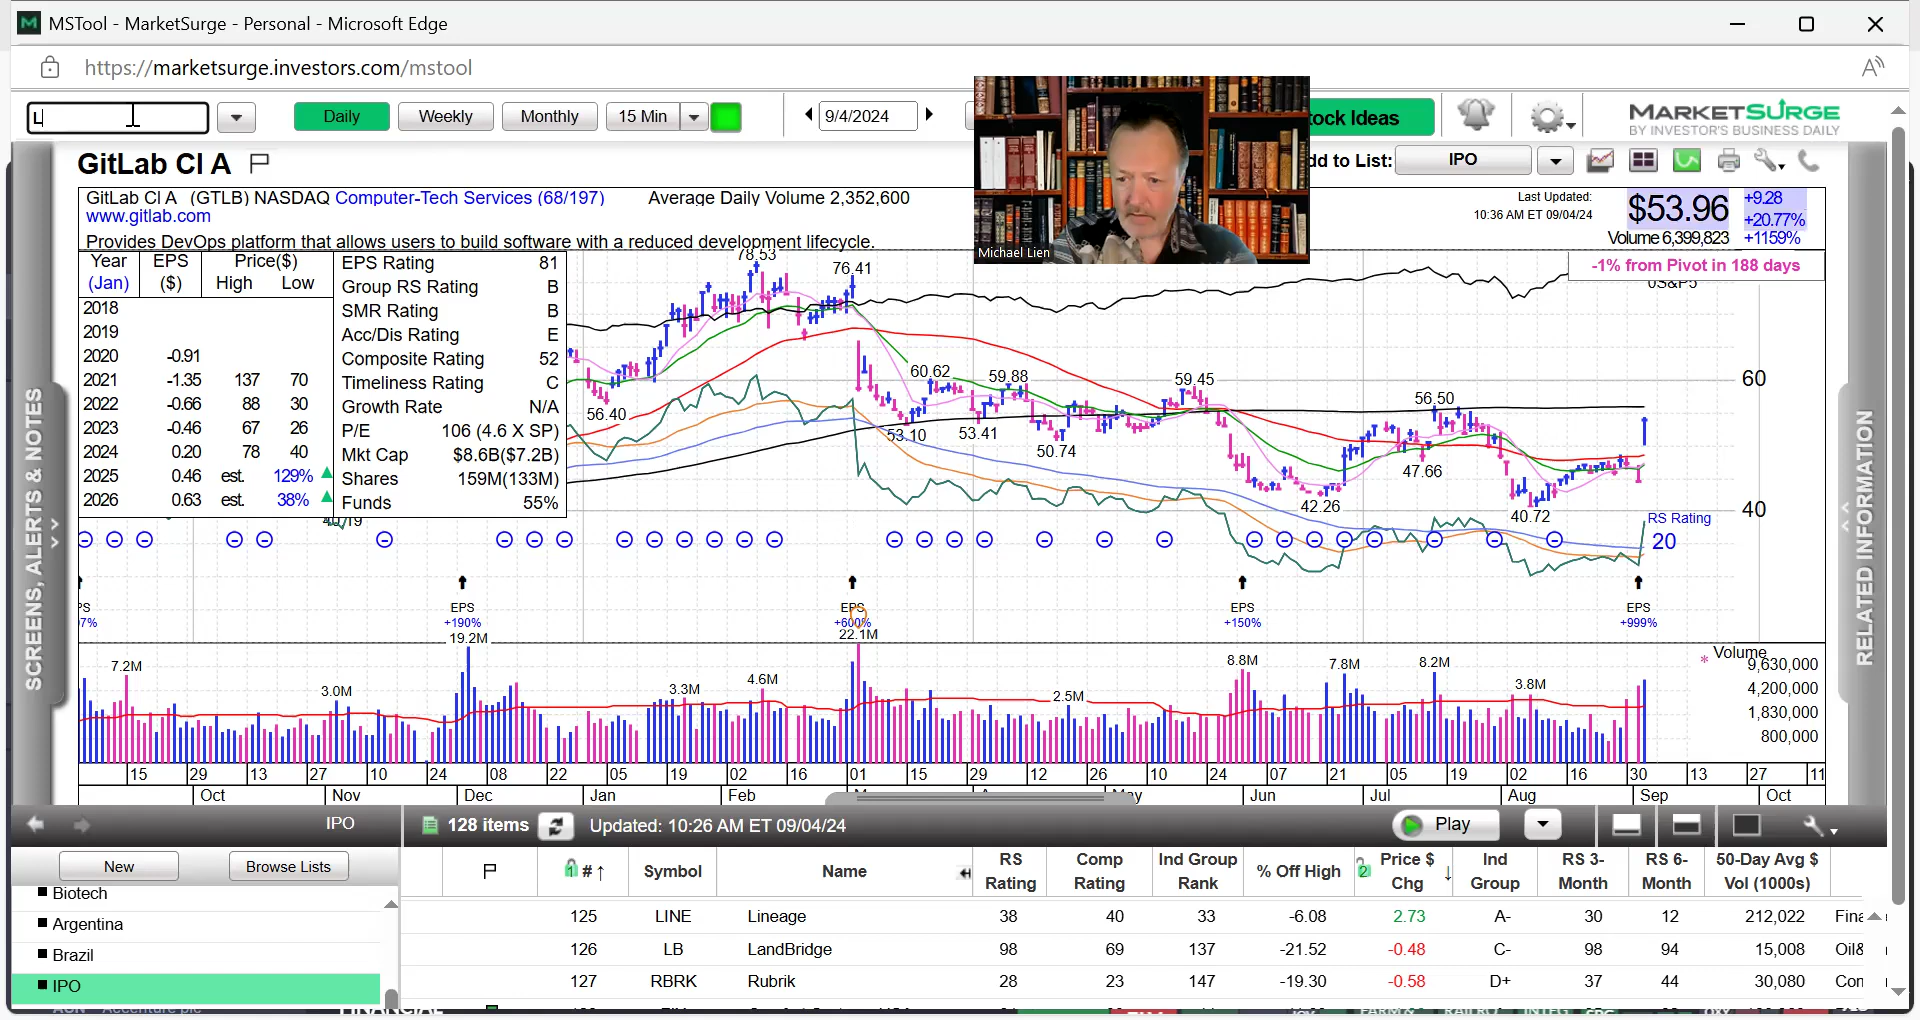 MSTool - MarketSurge - Personal - Microsoft Edge
https://marketsurge.investors.com/mstool
L
Daily
Weekly
Monthly
15 Min
9/4/2024
tock Ideas
MARKETSURGE
BY INVESTOR'S BUSINESS DAILY
GitLab Cl A
dd to List:
IPO
GitLab Cl A (GTLB) NASDAQ Computer-Tech Services (68/197) Average Daily Volume 2,352,600
www.gitlab.com
Provides DevOps platform that allows users to build software with a reduced development lifecycle.
Michael Lien
Last Updated:
10:36 AM ET 09/04/24
$53.96
+9.28
+20.77%
Volume 6,399,823 +1159%
-1% from Pivot in 188 days
0S&P5
Year EPS Price($)
(Jan) ($) High Low
2018
2019
2020 -0.91
2021 -1.35 137 70
2022 -0.66 88 30
2023 -0.46 67 26
2024 0.20 78 40
2025 0.46 est. 129%
2026 0.63 est. 38%
EPS Rating 81
Group RS Rating B
SMR Rating B
Acc/Dis Rating E
Composite Rating 52
Timeliness Rating C
Growth Rate N/A
P/E 106 (4.6 X SP)
Mkt Cap $8.6B($7.2B)
Shares 159M(133M)
Funds 55%
78.53
76.41
56.40
60.62
59.88
59.45
53.10
53.41
50.74
56.50
47.66
42.26
40.72
60
40
RS Rating
20
EPS
+190%
EPS
+600%
EPS
+150%
EPS
+999%
7.2M
3.0M
19.2M
3.3M
4.6M
22.1M
2.5M
8.8M
7.8M
8.2M
3.8M
Volume
9,630,000
4,200,000
1,830,000
800,000
15 29 13 27 10 24 08 22 05 19 02 16 01 15 29 12 26 10 24 07 21 05 19 02 16 30 13 27 11
Oct Nov Dec Jan Feb May Jun Jul Aug Sep Oct
SCREENS, ALERTS & NOTES
RELATED INFORMATION
IPO
128 items
Updated: 10:26 AM ET 09/04/24
Play
New
Browse Lists
Biotech
Argentina
Brazil
IPO
# Symbol Name RS Rating Comp Rating Ind Group Rank % Off High Price $ Chg Ind Group RS 3-Month RS 6-Month 50-Day Avg $ Vol (1000s)
125 LINE Lineage 38 40 33 -6.08 2.73 A- 30 12 212,022 Fina
126 LB LandBridge 98 69 137 -21.52 -0.48 C- 98 94 15,008 Oil&
127 RBRK Rubrik 28 23 147 -19.30 -0.58 D+ 37 44 30,080 Con